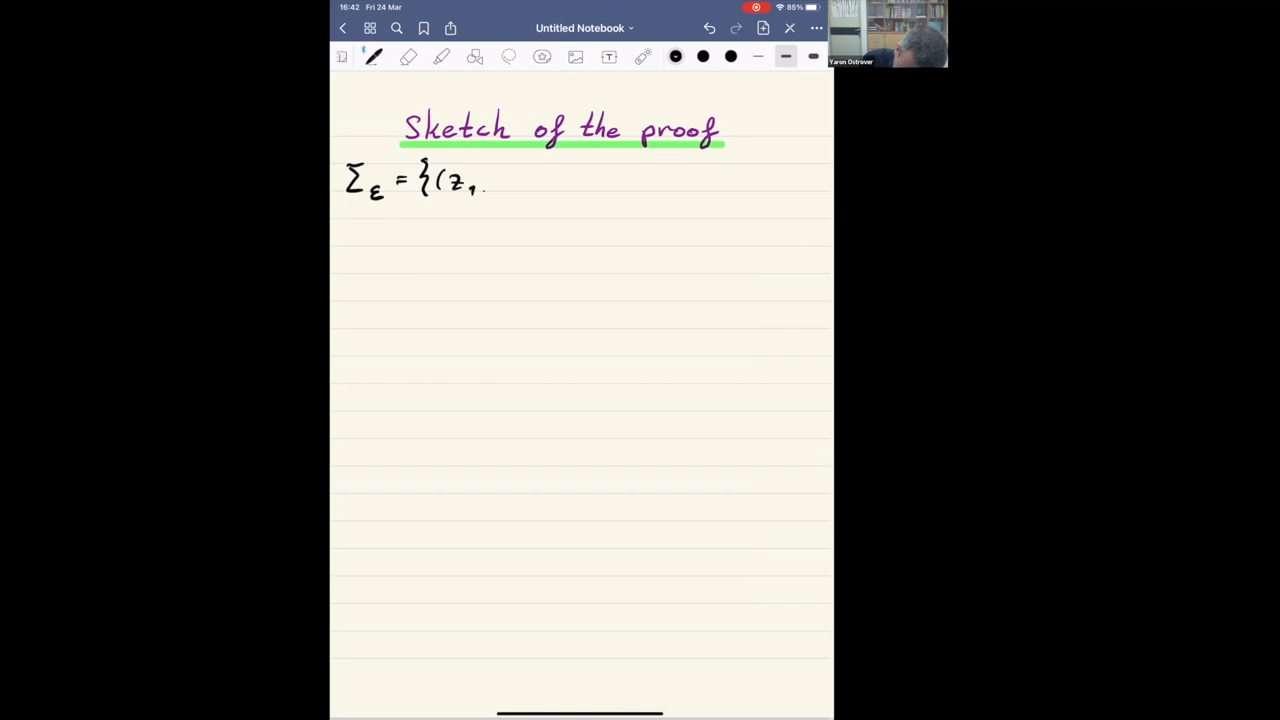 16:42 Fri 24 Mar 85%
Untitled Notebook
Yaron Ostrover
Sketch of the proof
Σ_ε = {(z,